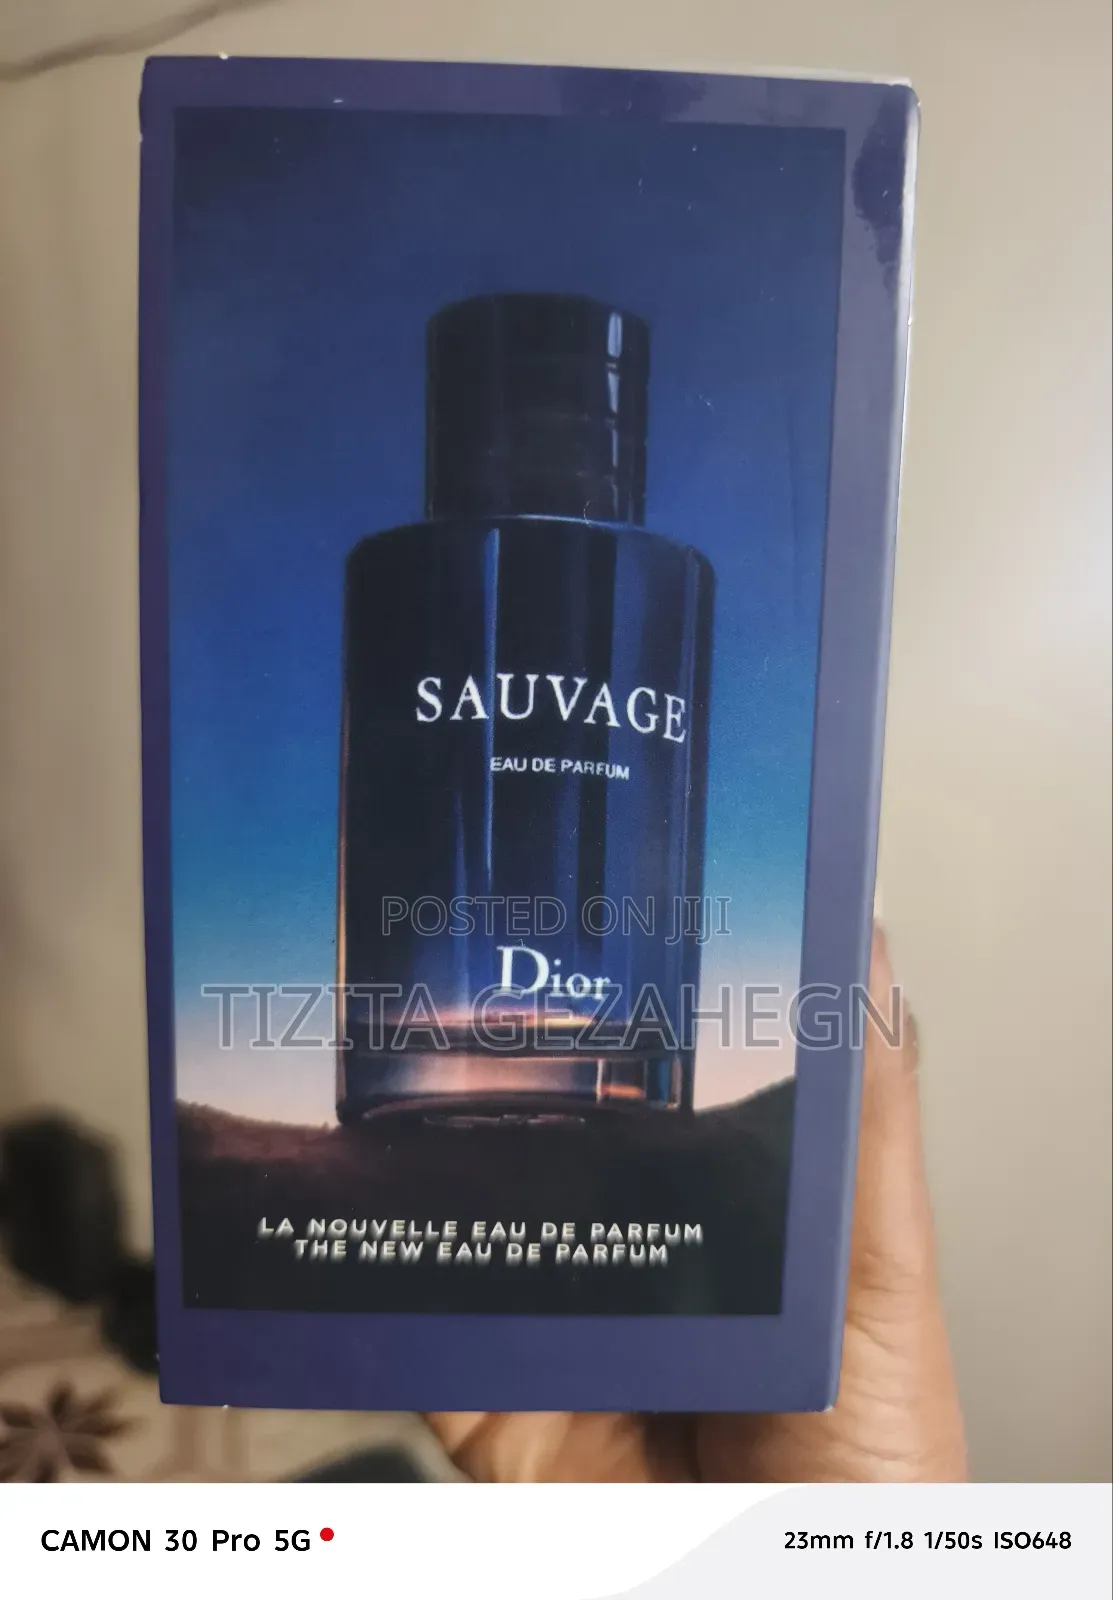 SAUVAGE
EAU DE PARFUM
POSTED ON JIJI
Dior
TIZITA GEZAHEGN
LA NOUVELLE EAU DE PARFUM
THE NEW EAU DE PARFUM
CAMON 30 Pro 5G
23mm f/1.8 1/50s ISO648